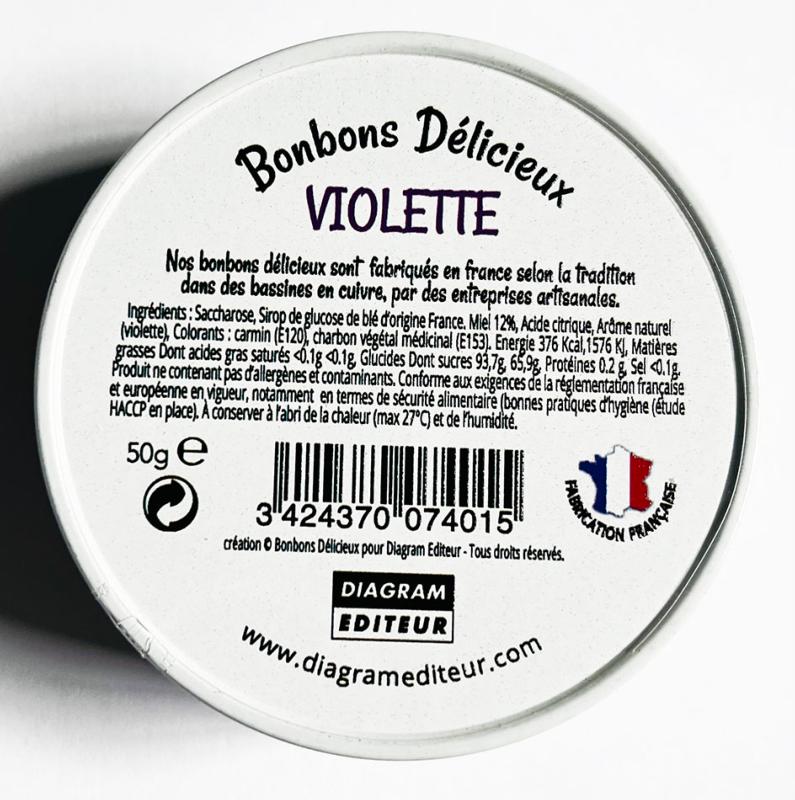 Bonbons Délicieux
VIOLETTE
Nos bonbons délicieux sont fabriqués en france selon la tradition
dans des bassines en cuivre, par des entreprises artisanales.
Ingrédients : Saccharose, Sirop de glucose de blé d'origine France. Miel 12%, Acide citrique, Arôme naturel
(violette), Colorants : carmin (E120), charbon végétal médicinal (E153). Energie 376 Kcal,1576 KJ, Matières
grasses Dont acides gras saturés <0.1g <0.1g, Glucides Dont sucres 93,7g, 65,9g, Protéines 0.2 g, Sel <0.1g.
Produit ne contenant pas d'allergènes et contaminants. Conforme aux exigences de la réglementation française
et européenne en vigueur, notamment en termes de sécurité alimentaire (bonnes pratiques d'hygiène (étude
HACCP en place). À conserver à l'abri de la chaleur (max 27°C) et de l'humidité.
50g e
3 424370 074015
FABRICATION FRANÇAISE
création © Bonbons Délicieux pour Diagram Editeur - Tous droits réservés.
DIAGRAM
EDITEUR
www.diagramediteur.com